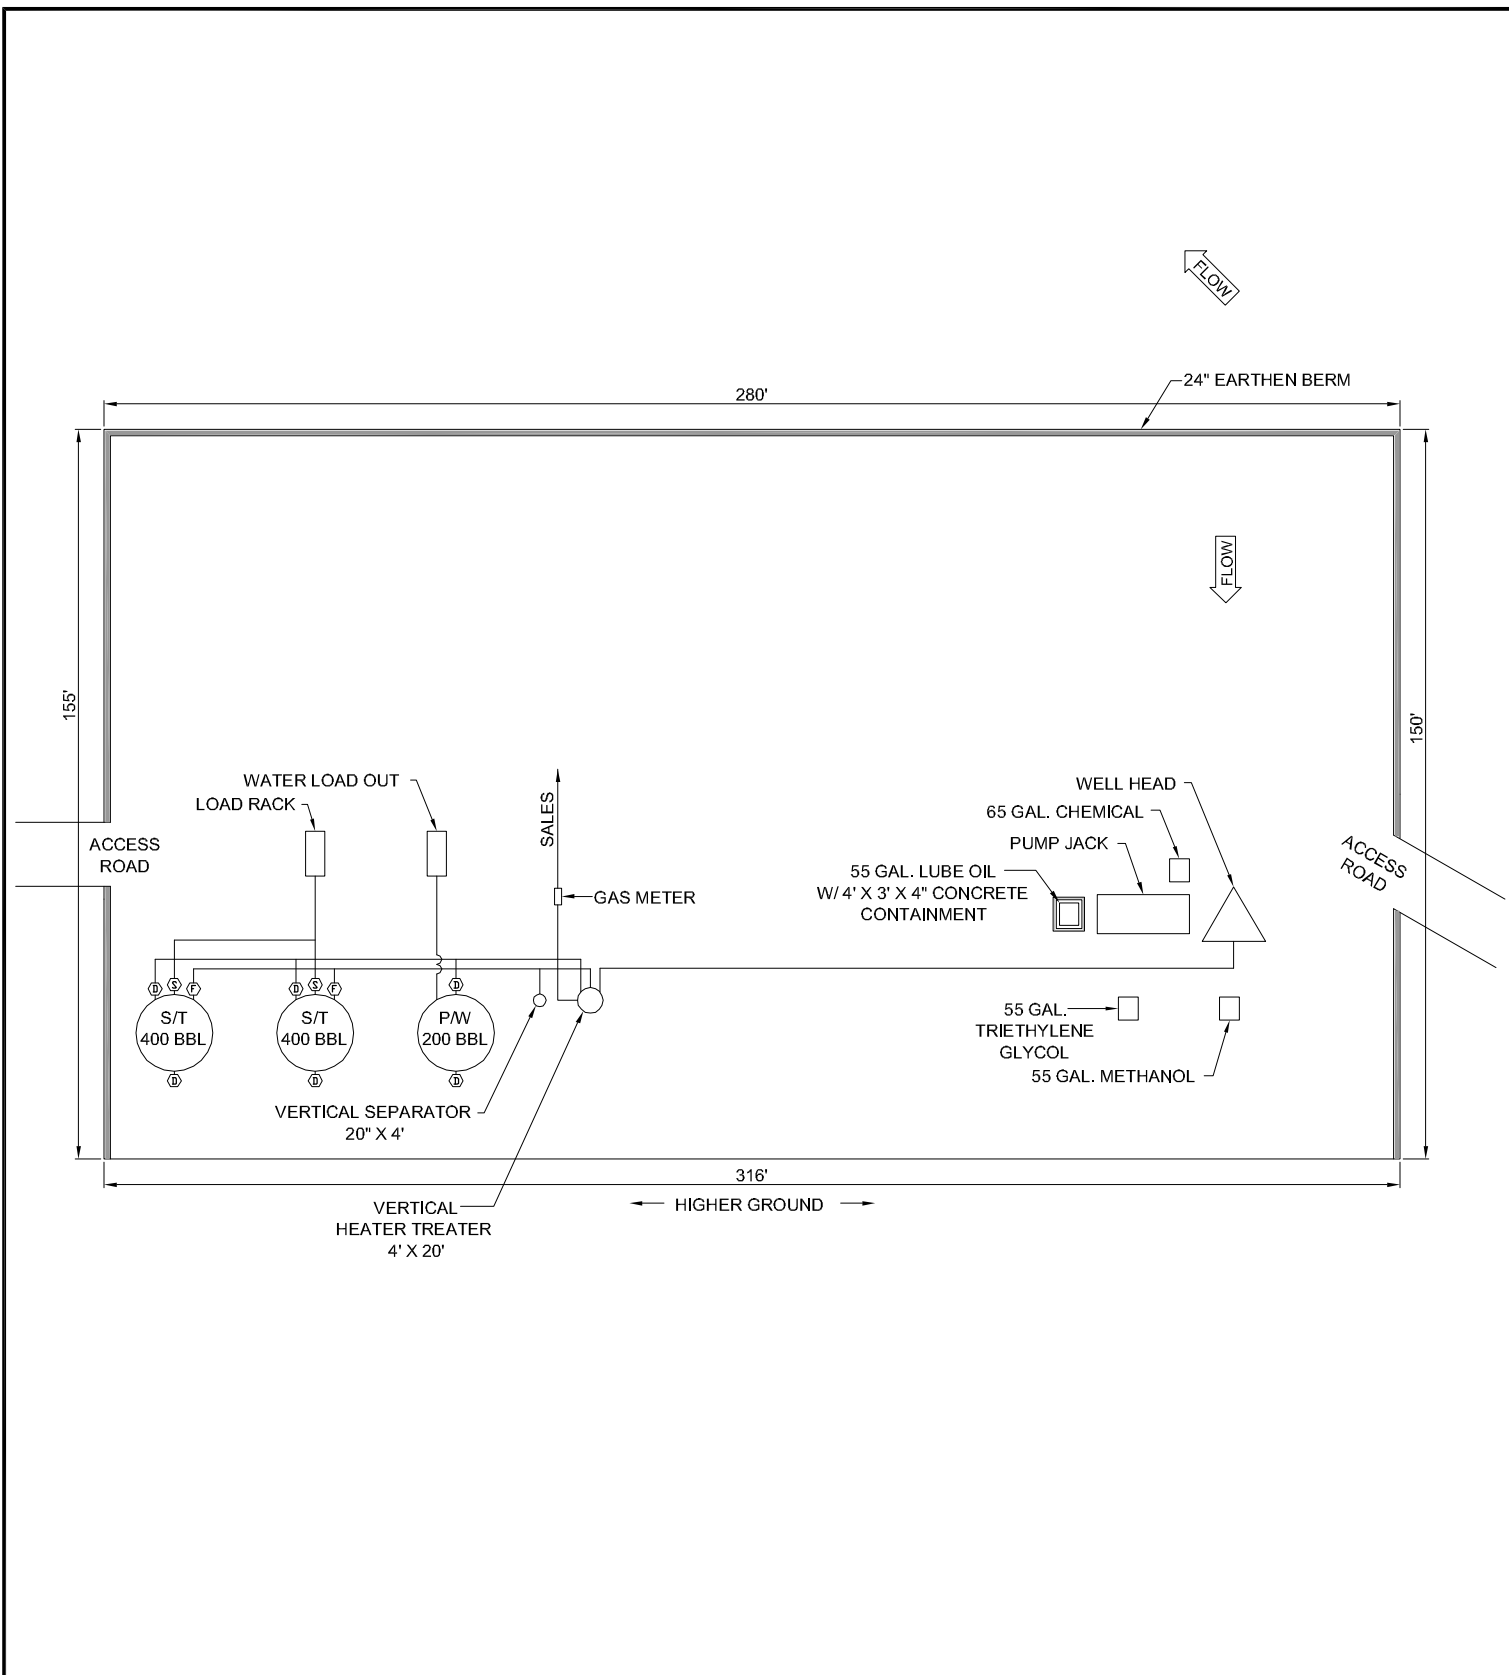 FLOW
24" EARTHEN BERM
280'
FLOW
155'
150'
WATER LOAD OUT
LOAD RACK
SALES
WELL HEAD
65 GAL. CHEMICAL
PUMP JACK
ACCESS
ROAD
ACCESS
ROAD
55 GAL. LUBE OIL
W/ 4' X 3' X 4" CONCRETE
CONTAINMENT
GAS METER
D
S
F
D
S
F
D
S/T
400 BBL
S/T
400 BBL
P/W
200 BBL
D
D
D
55 GAL.
TRIETHYLENE
GLYCOL
55 GAL. METHANOL
VERTICAL SEPARATOR
20" X 4'
316'
HIGHER GROUND
VERTICAL
HEATER TREATER
4' X 20'